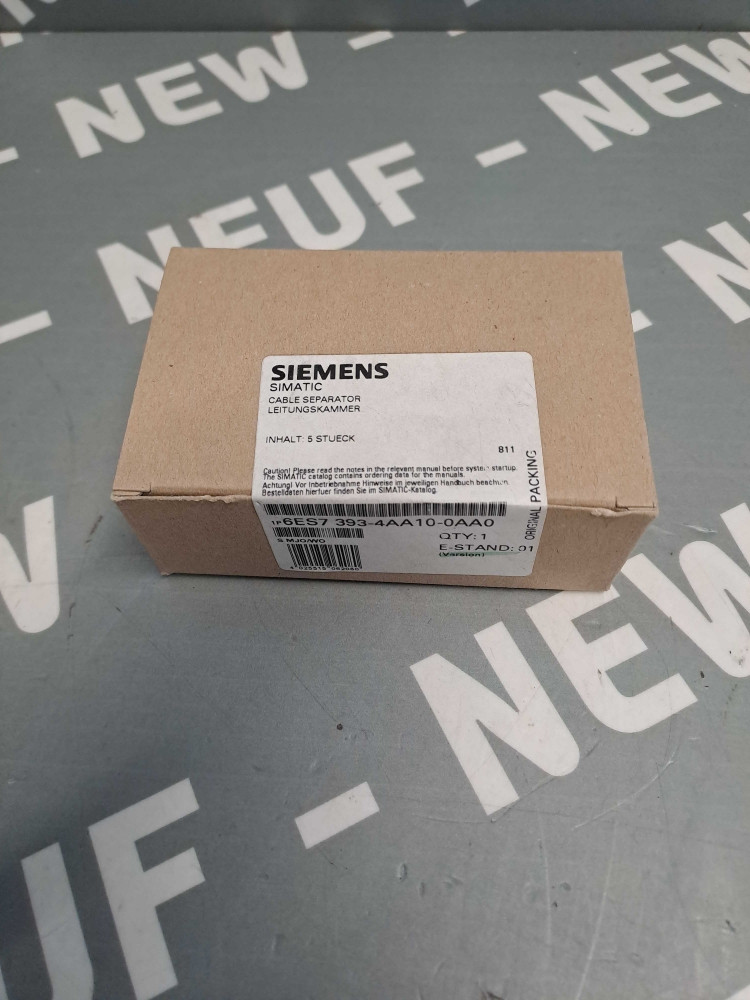 NEW -
- NEW
NEUF - NEW
SIEMENS
SIMATIC
CABLE SEPARATOR
LEITUNGSKAMMER
INHALT: 5 STUECK
811
Caution! Please read the notes in the relevant manual before system startup.
The SIMATIC catalog contains ordering data for the manuals.
Achtung! Vor Inbetriebnahme Hinweise im jeweiligen Handbuch beachten.
Bestelldaten hierfuer finden Sie im SIMATIC-Katalog.
ORIGINAL PACKING
1P6ES7 393-4AA10-0AA0
QTY: 1
E-STAND: 01
(Version)
- NEW
UF